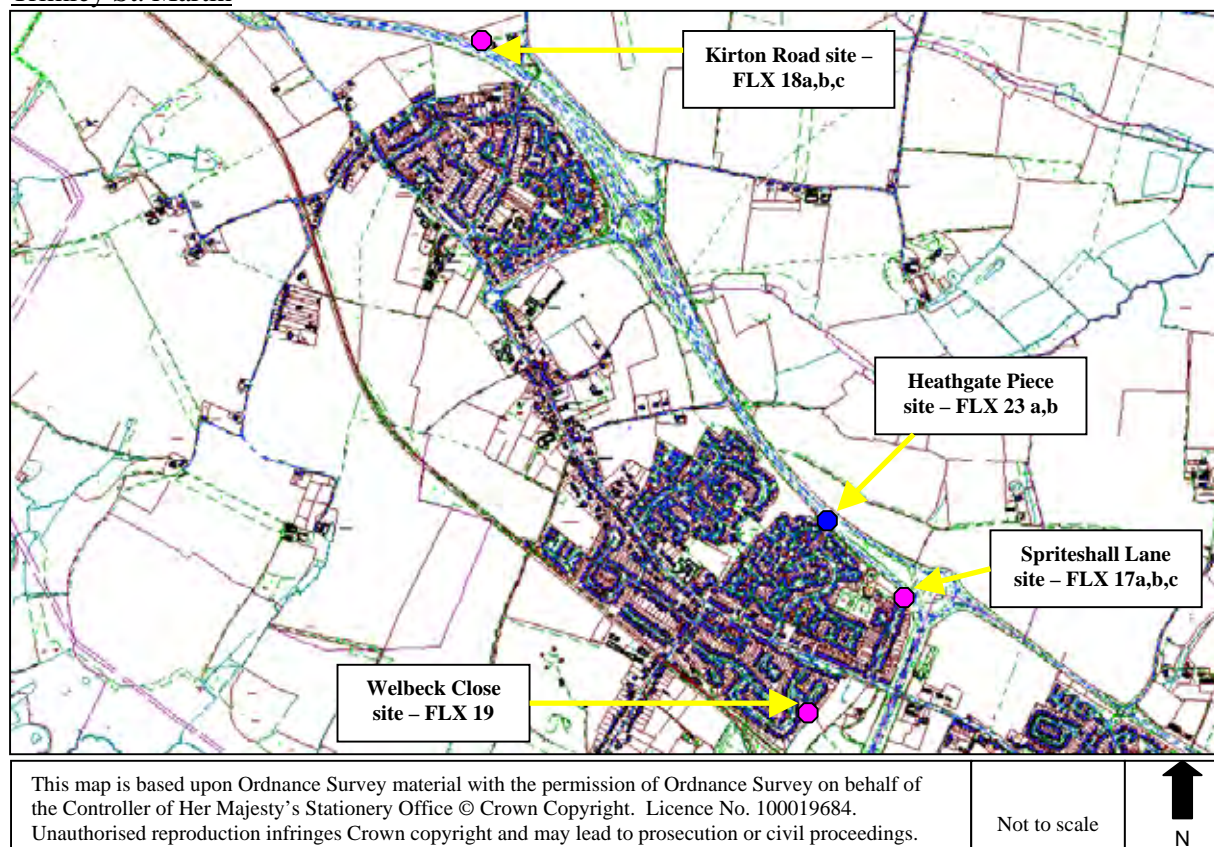 Trimley St. Martin
Kirton Road site –
FLX 18a,b,c
Heathgate Piece
site – FLX 23 a,b
Spriteshall Lane
site – FLX 17a,b,c
Welbeck Close
site – FLX 19
This map is based upon Ordnance Survey material with the permission of Ordnance Survey on behalf of
the Controller of Her Majesty's Stationery Office © Crown Copyright. Licence No. 100019684.
Unauthorised reproduction infringes Crown copyright and may lead to prosecution or civil proceedings.
Not to scale
N